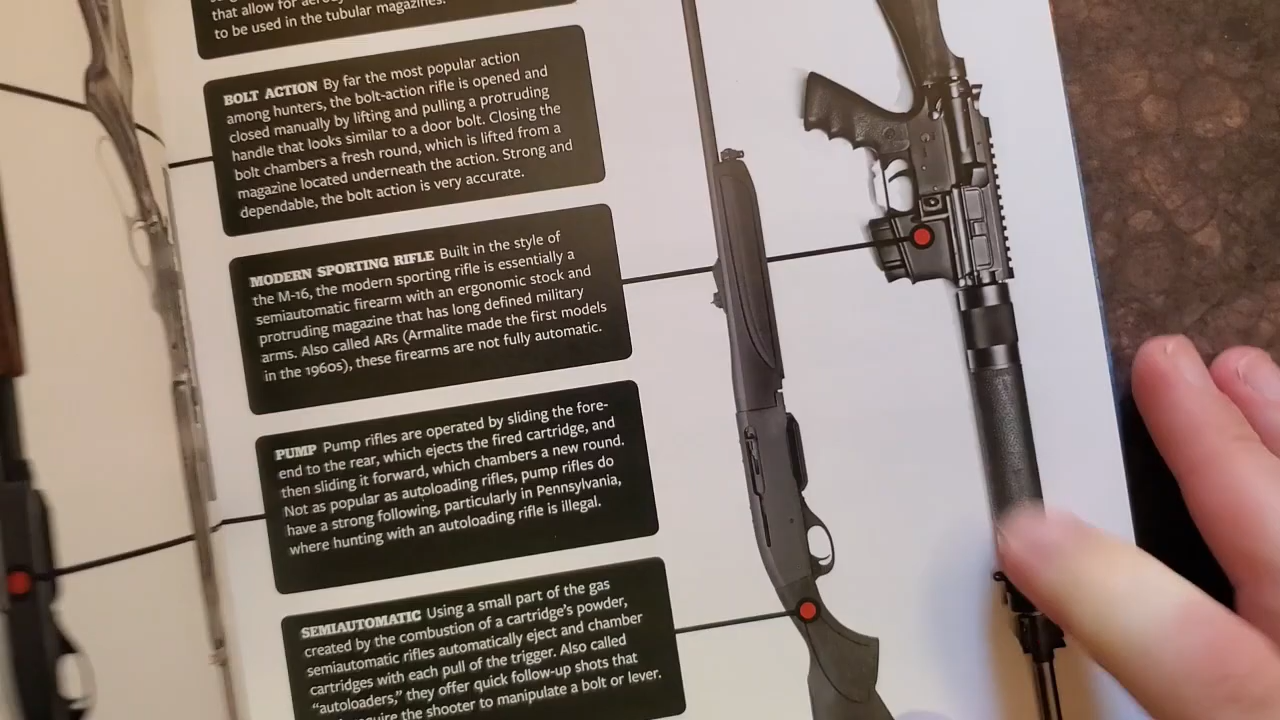 that allow for
to be used in the tubular magazines.
BOLT ACTION By far the most popular action
among hunters, the bolt-action rifle is opened and
closed manually by lifting and pulling a protruding
handle that looks similar to a door bolt. Closing the
bolt chambers a fresh round, which is lifted from a
magazine located underneath the action. Strong and
dependable, the bolt action is very accurate.
MODERN SPORTING RIFLE Built in the style of
the M-16, the modern sporting rifle is essentially a
semiautomatic firearm with an ergonomic stock and
protruding magazine that has long defined military
arms. Also called ARs (Armalite made the first models
in the 1960s), these firearms are not fully automatic.
PUMP Pump rifles are operated by sliding the fore-
end to the rear, which ejects the fired cartridge, and
then sliding it forward, which chambers a new round.
Not as popular as autoloading rifles, pump rifles do
have a strong following, particularly in Pennsylvania,
where hunting with an autoloading rifle is illegal.
SEMIAUTOMATIC Using a small part of the gas
created by the combustion of a cartridge's powder,
semiautomatic rifles automatically eject and chamber
cartridges with each pull of the trigger. Also called
"autoloaders," they offer quick follow-up shots that
the shooter to manipulate a bolt or lever.